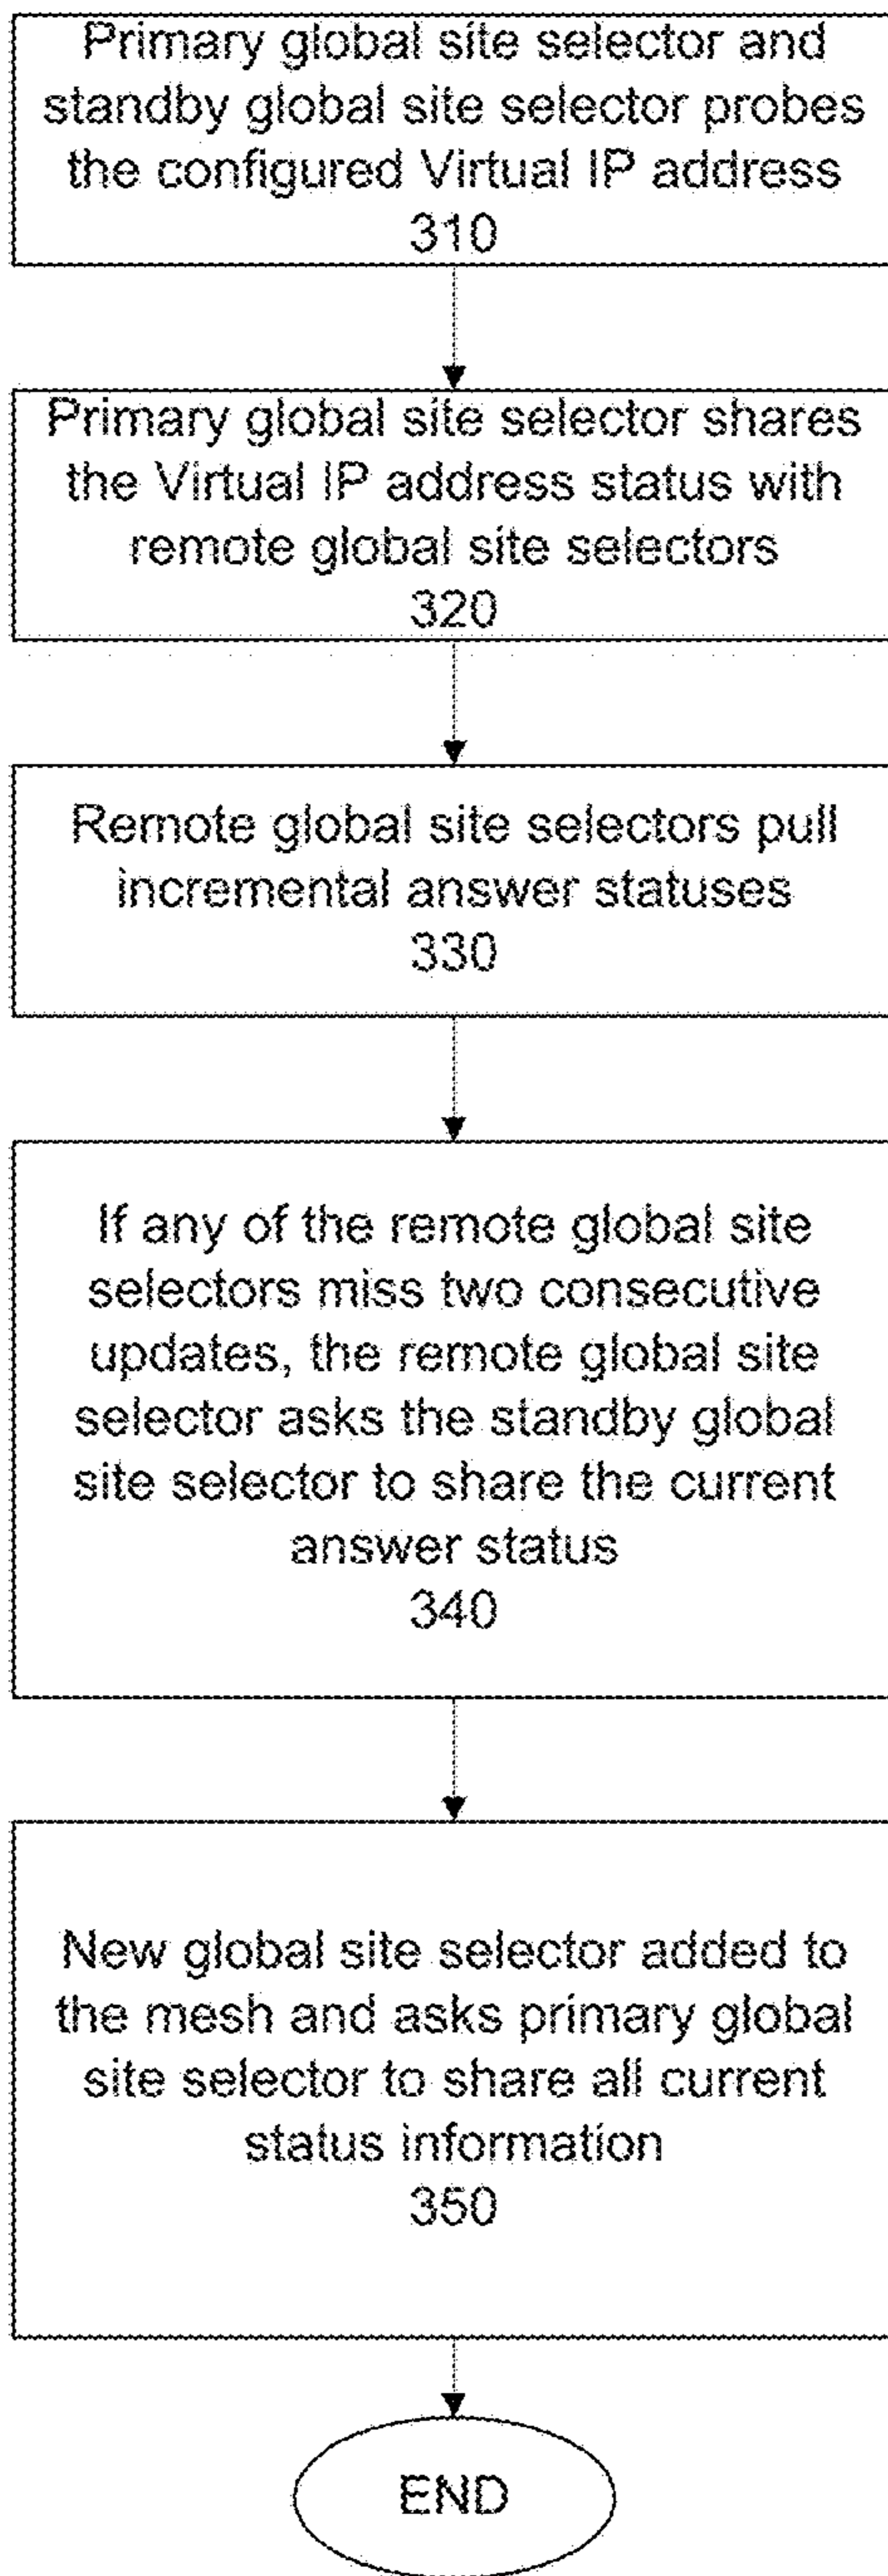 Primary global site selector and
standby global site selector probes
the configured Virtual IP address
310
Primary global site selector shares
the Virtual IP address status with
remote global site selectors
320
Remote global site selectors pull
incremental answer statuses
330
If any of the remote global site
selectors miss two consecutive
updates, the remote global site
selector asks the standby global
site selector to share the current
answer status
340
New global site selector added to
the mesh and asks primary global
site selector to share all current
status information
350
END